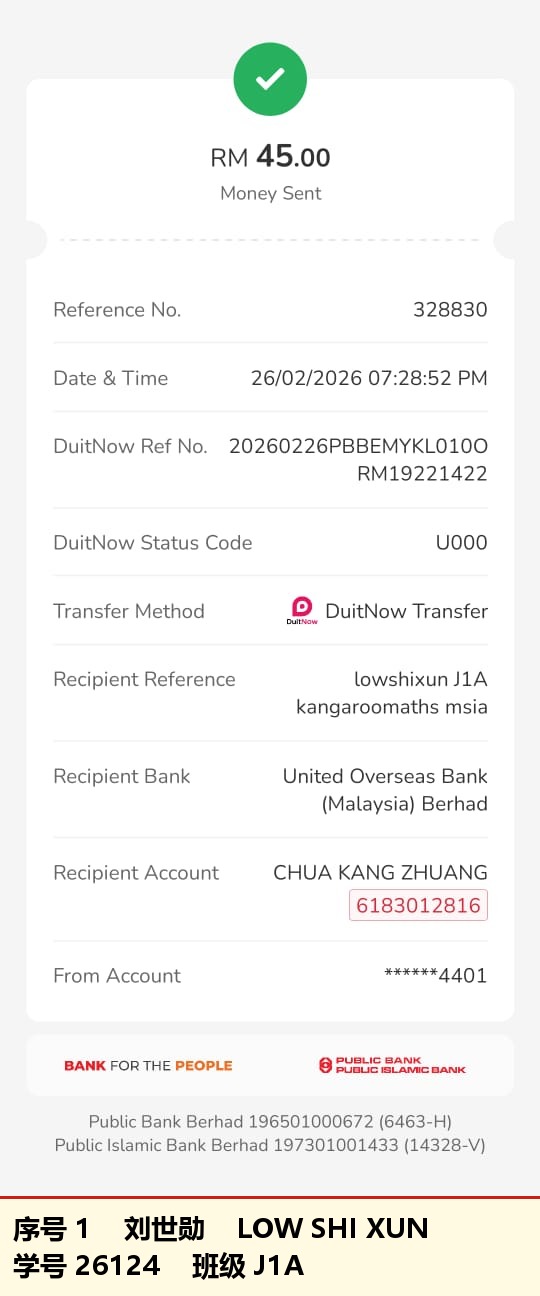 RM 45.00
Money Sent
Reference No. 328830
Date & Time 26/02/2026 07:28:52 PM
DuitNow Ref No. 20260226PBBEMYKL010O
RM19221422
DuitNow Status Code U000
Transfer Method DuitNow DuitNow Transfer
Recipient Reference lowshixun J1A
kangaroomaths msia
Recipient Bank United Overseas Bank
(Malaysia) Berhad
Recipient Account CHUA KANG ZHUANG
6183012816
From Account ******4401
BANK FOR THE PEOPLE PUBLIC BANK
PUBLIC ISLAMIC BANK
Public Bank Berhad 196501000672 (6463-H)
Public Islamic Bank Berhad 197301001433 (14328-V)
序号 1 刘世勋 LOW SHI XUN
学号 26124 班级 J1A